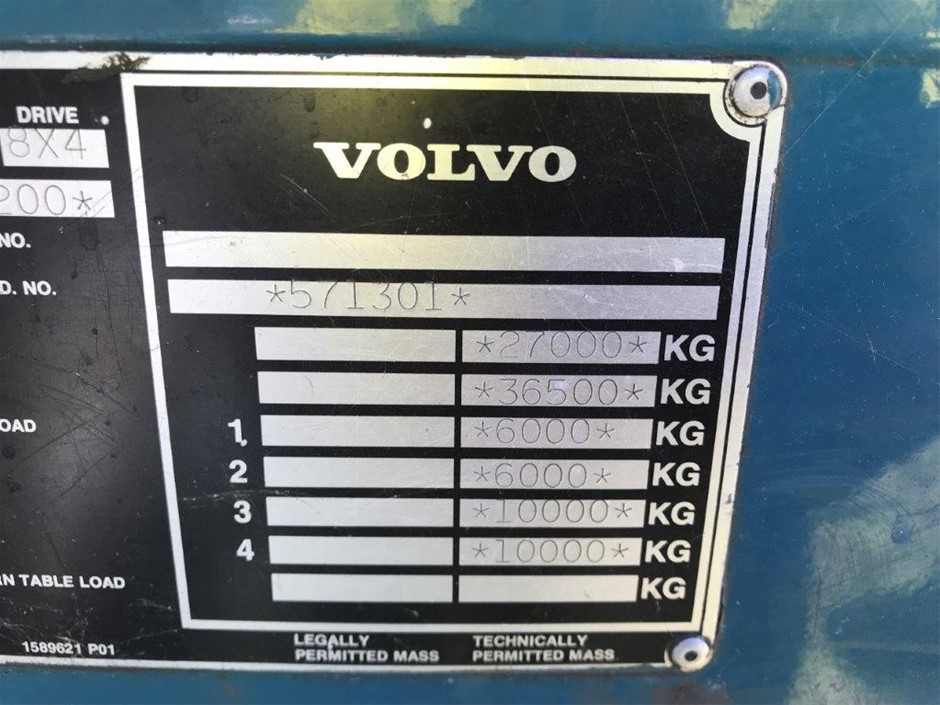 DRIVE
8X4
200*
NO.
D. NO.
OAD
N TABLE LOAD
1589621 P01
VOLVO
*571301*
*27000* KG
*36500* KG
1 *6000* KG
2 *6000* KG
3 *10000* KG
4 *10000* KG
KG
LEGALLY PERMITTED MASS
TECHNICALLY PERMITTED MASS